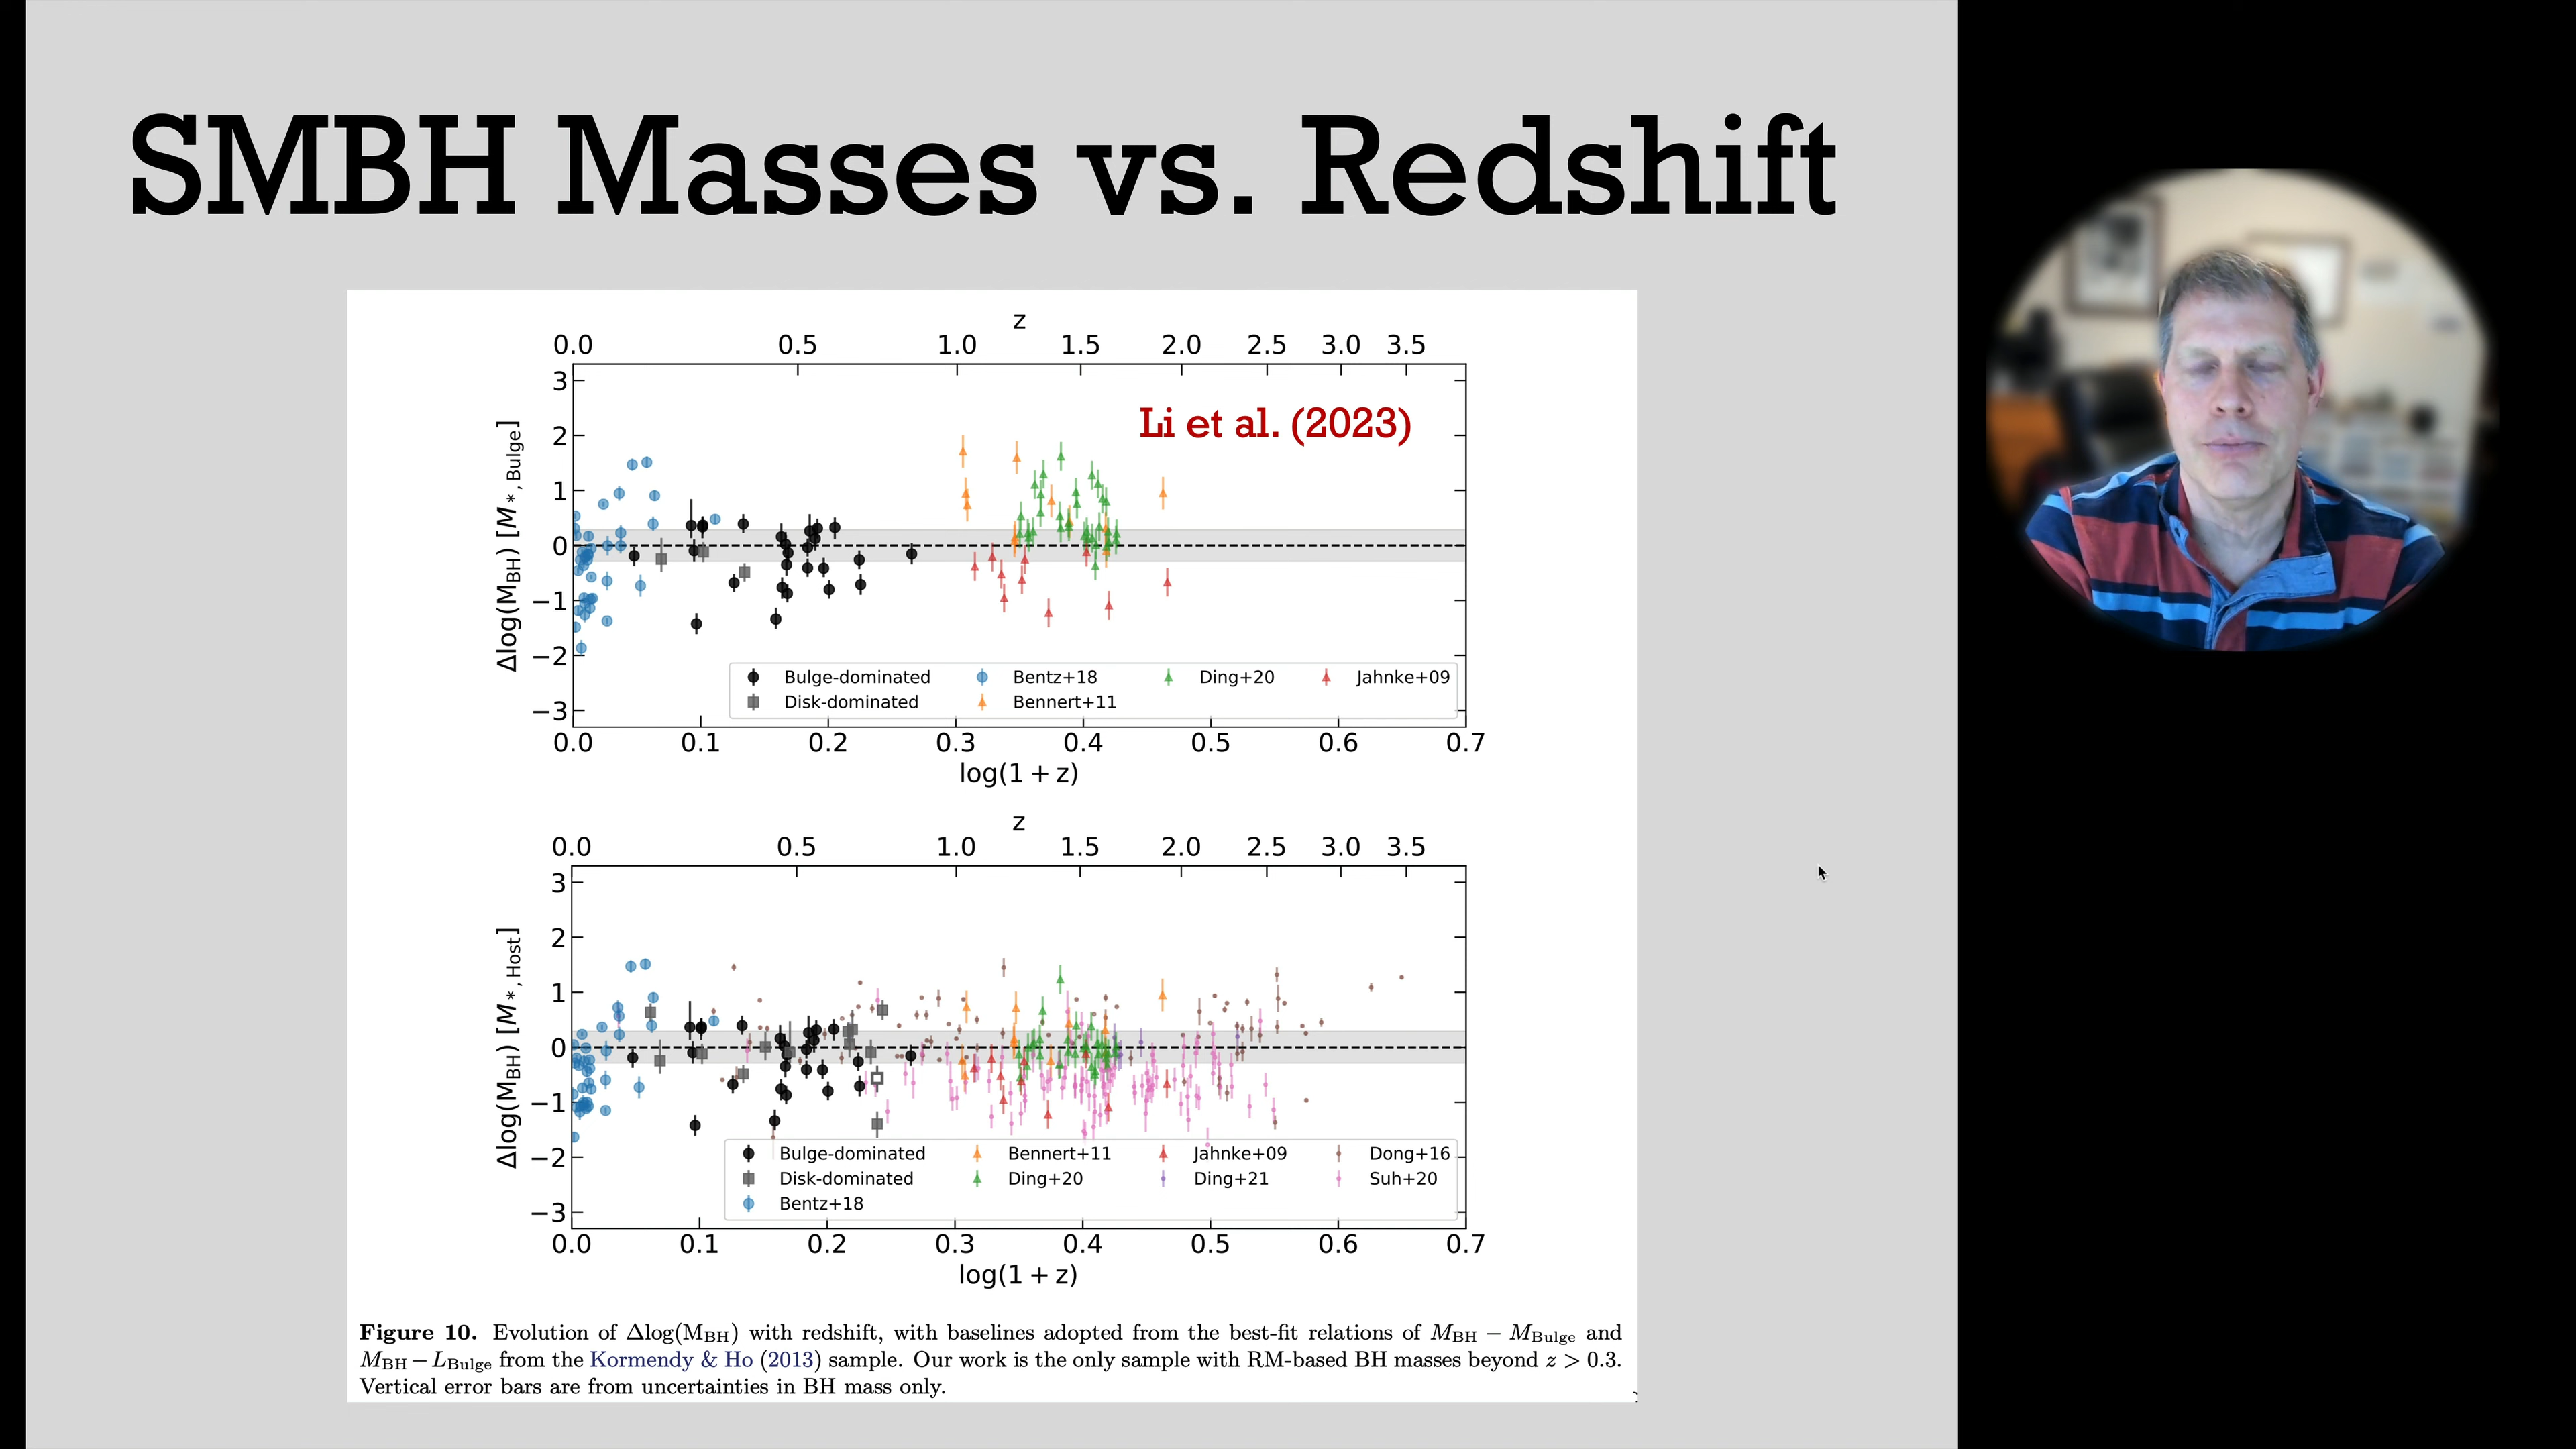 SMBH Masses vs. Redshift
z
0.0 0.5 1.0 1.5 2.0 2.5 3.0 3.5
Li et al. (2023)
Δlog(M_BH) [M_*, Bulge]
3
2
1
0
−1
−2
−3
Bulge-dominated Bentz+18 Ding+20 Jahnke+09
Disk-dominated Bennert+11
0.0 0.1 0.2 0.3 0.4 0.5 0.6 0.7
log(1 + z)
z
0.0 0.5 1.0 1.5 2.0 2.5 3.0 3.5
Δlog(M_BH) [M_*, Host]
3
2
1
0
−1
−2
−3
Bulge-dominated Bennert+11 Jahnke+09 Dong+16
Disk-dominated Ding+20 Ding+21 Suh+20
Bentz+18
0.0 0.1 0.2 0.3 0.4 0.5 0.6 0.7
log(1 + z)
Figure 10. Evolution of Δlog(M_BH) with redshift, with baselines adopted from the best-fit relations of M_BH − M_Bulge and
M_BH − L_Bulge from the Kormendy & Ho (2013) sample. Our work is the only sample with RM-based BH masses beyond z > 0.3.
Vertical error bars are from uncertainties in BH mass only.